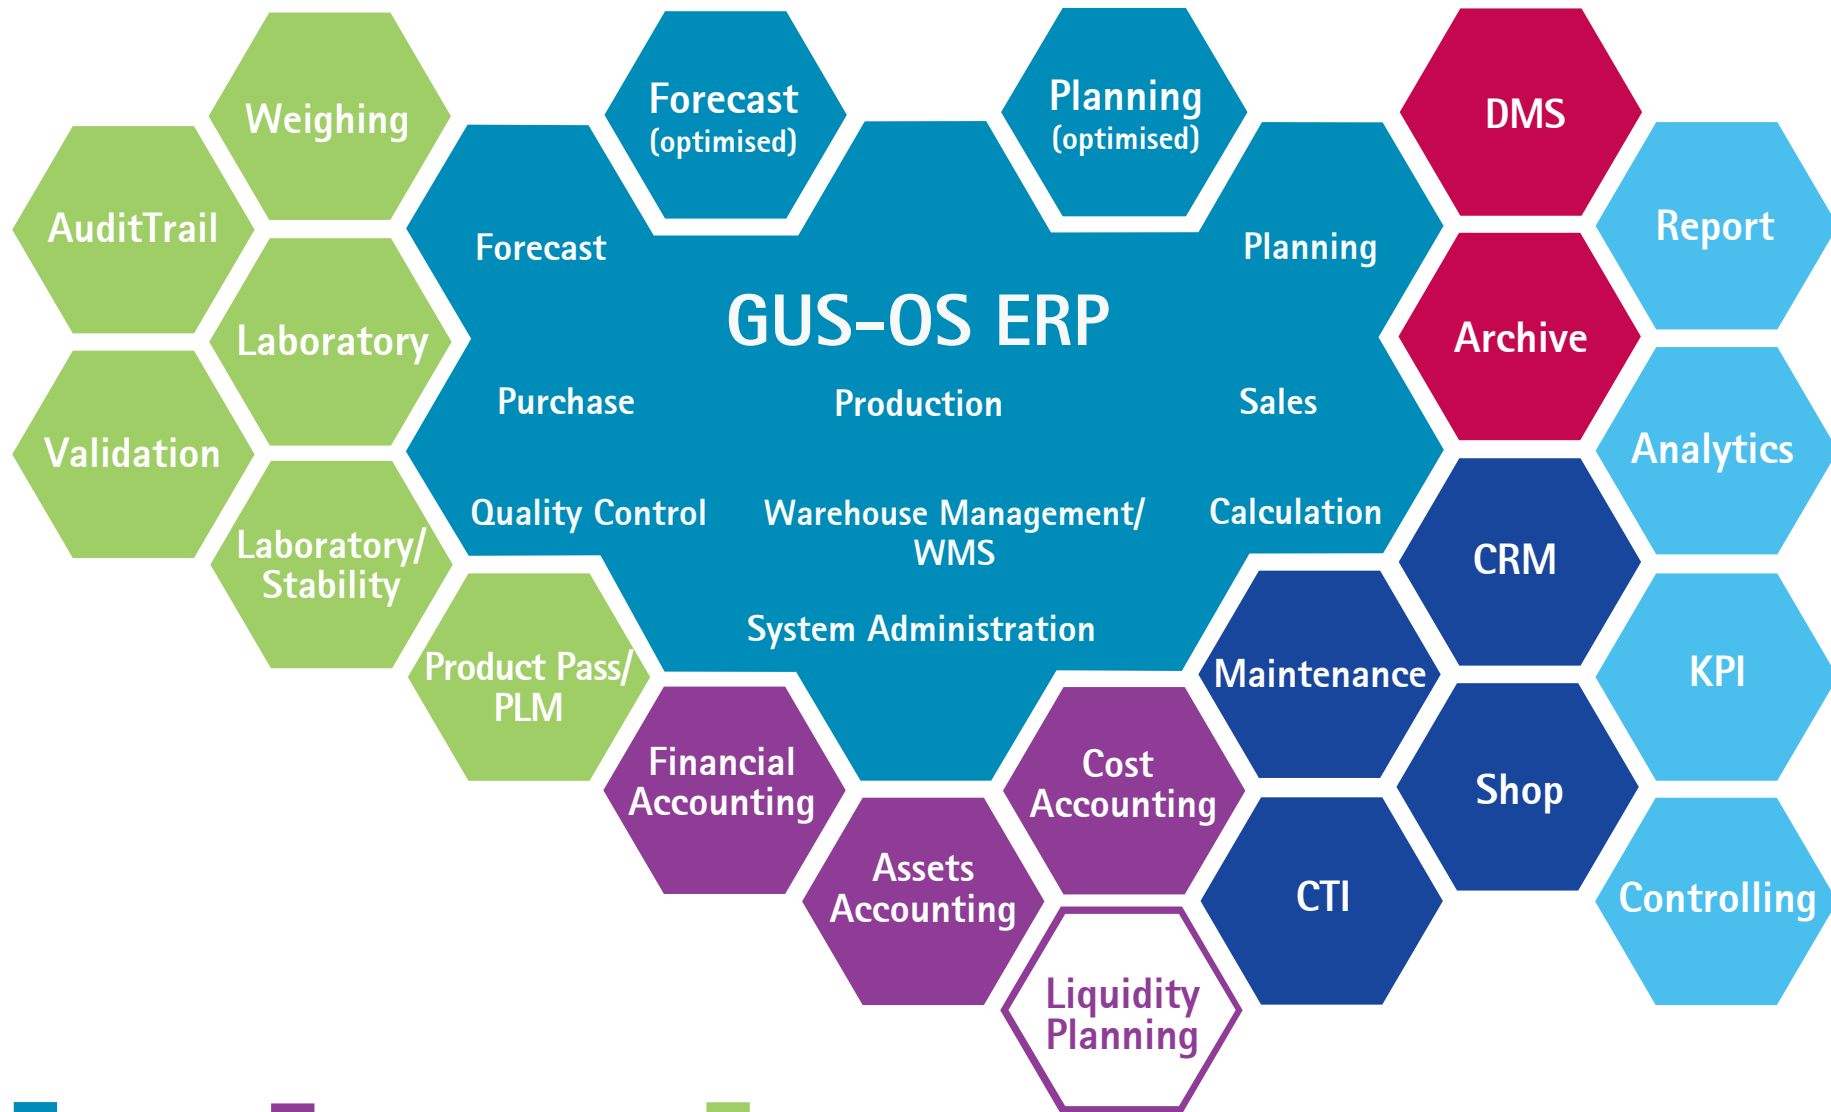 Weighing
AuditTrail
Laboratory
Validation
Laboratory/
Stability
Product Pass/
PLM
Forecast
(optimised)
Planning
(optimised)
Forecast
Planning
GUS-OS ERP
Purchase
Production
Sales
Quality Control
Warehouse Management/
WMS
Calculation
System Administration
Financial
Accounting
Assets
Accounting
Cost
Accounting
Liquidity
Planning
DMS
Archive
CRM
Maintenance
Shop
CTI
Report
Analytics
KPI
Controlling